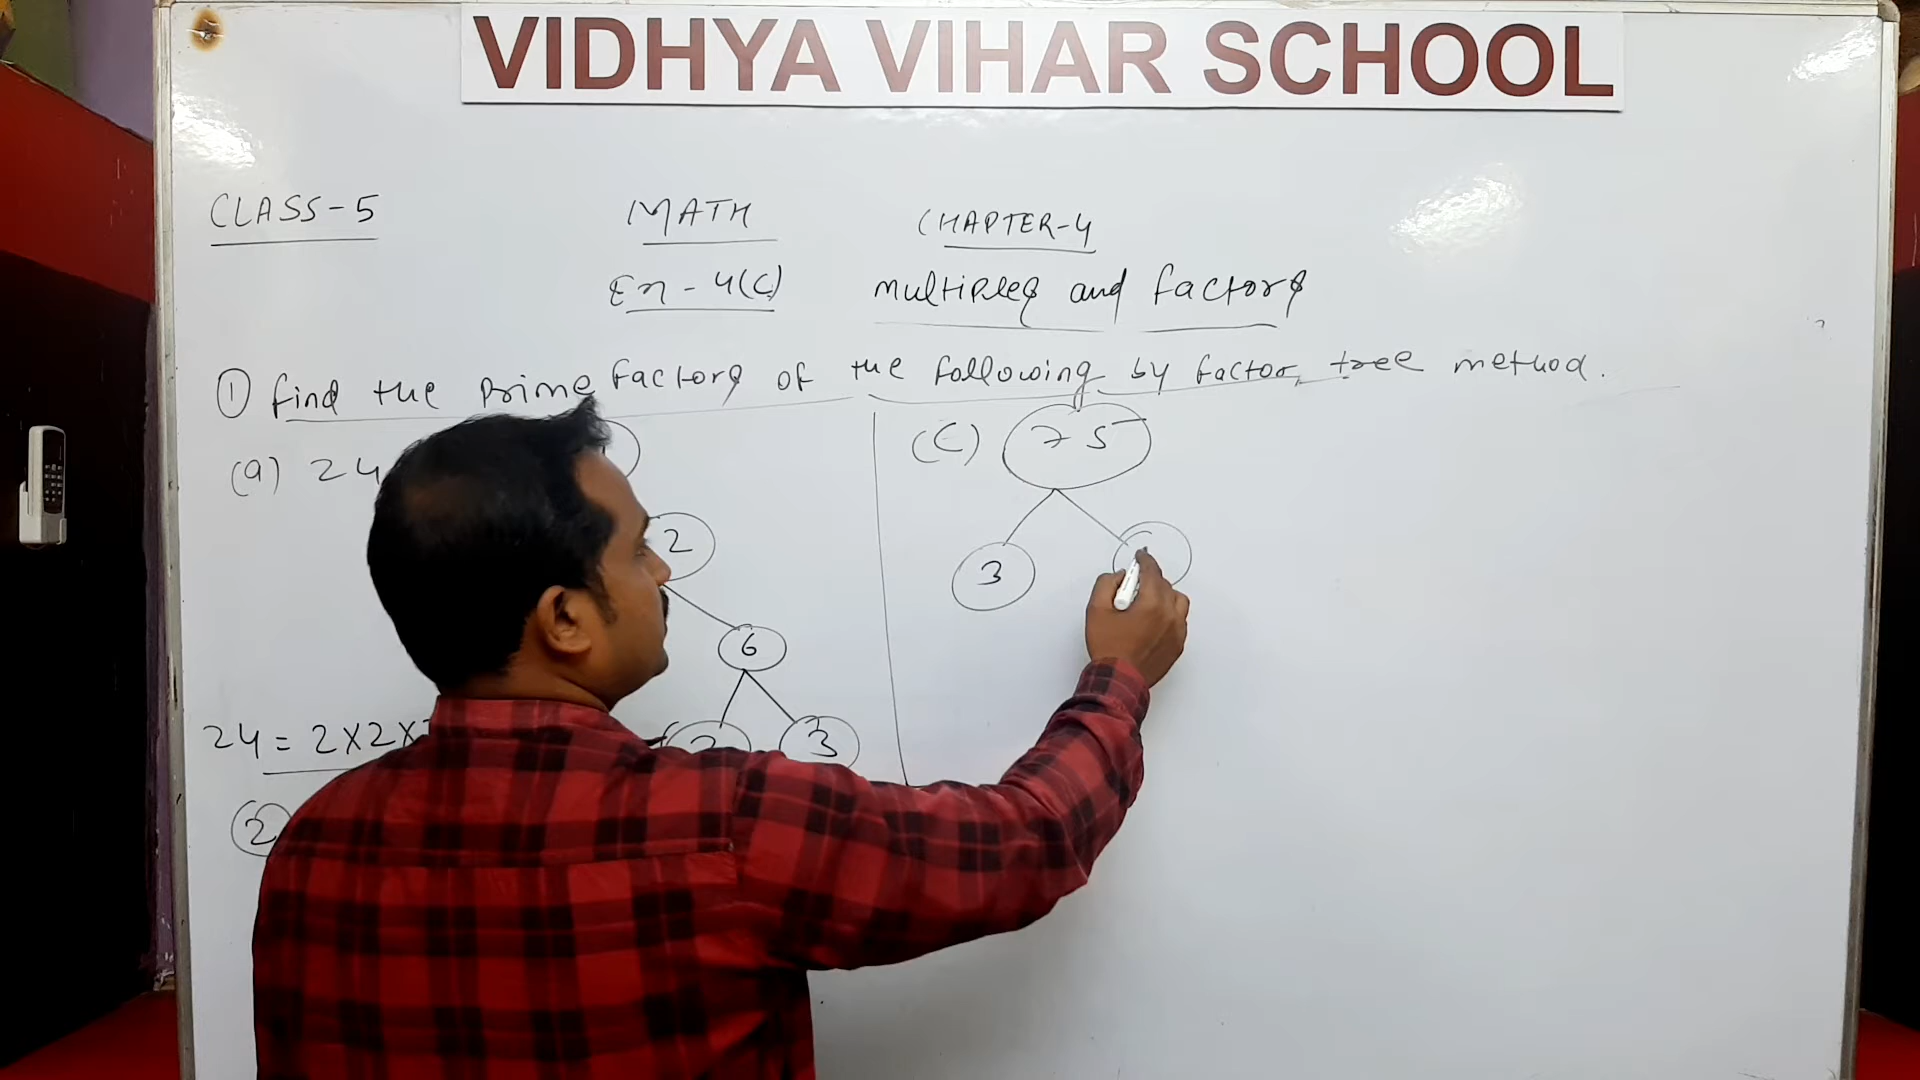 VIDHYA VIHAR SCHOOL
CLASS-5 MATH CHAPTER-4
Ex - 4(C) multiples and factors
① find the Prime factors of the following by factor tree method.
(a) 24
2
6
2 3
24 = 2X2X
2
(C) 75
3